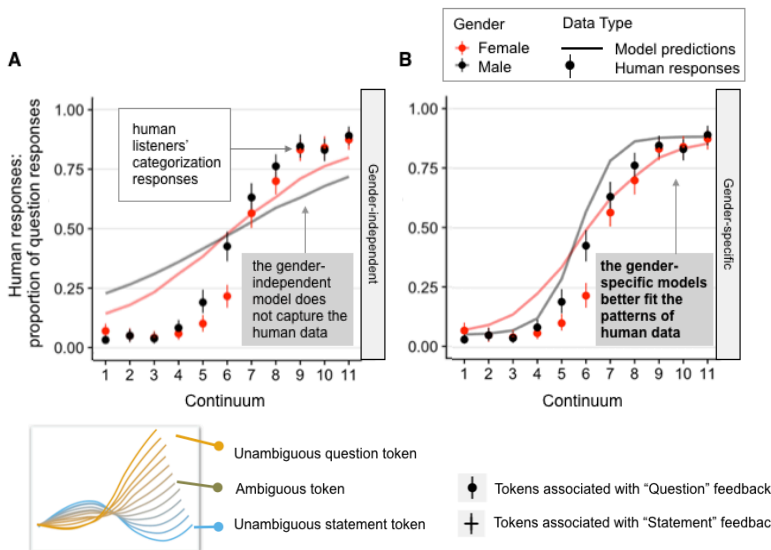 Gender
Data Type
Female
Male
Model predictions
Human responses
A
B
Human responses:
proportion of question responses
1.00
0.75
0.50
0.25
0.00
human
listeners'
categorization
responses
the gender-
independent
model does
not capture the
human data
1 2 3 4 5 6 7 8 9 10 11
Continuum
Gender-independent
1.00
0.75
0.50
0.25
0.00
the gender-
specific models
better fit the
patterns of
human data
1 2 3 4 5 6 7 8 9 10 11
Continuum
Gender-specific
Unambiguous question token
Ambiguous token
Unambiguous statement token
Tokens associated with “Question” feedback
Tokens associated with “Statement” feedbac